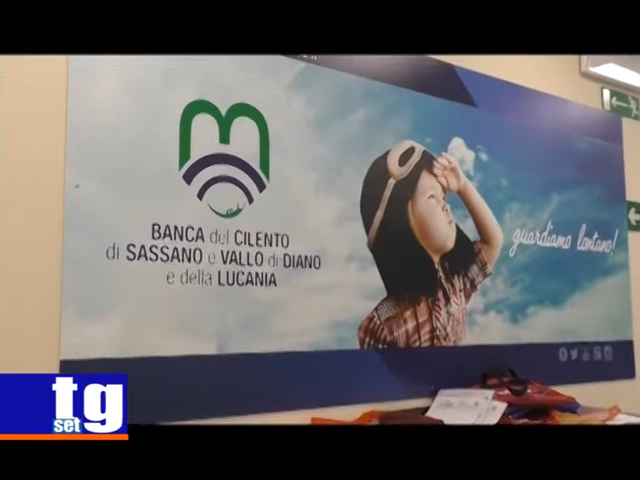 BANCA del CILENTO
di SASSANO e VALLO di DIANO
e della LUCANIA
guardiamo lontano!
tg
set